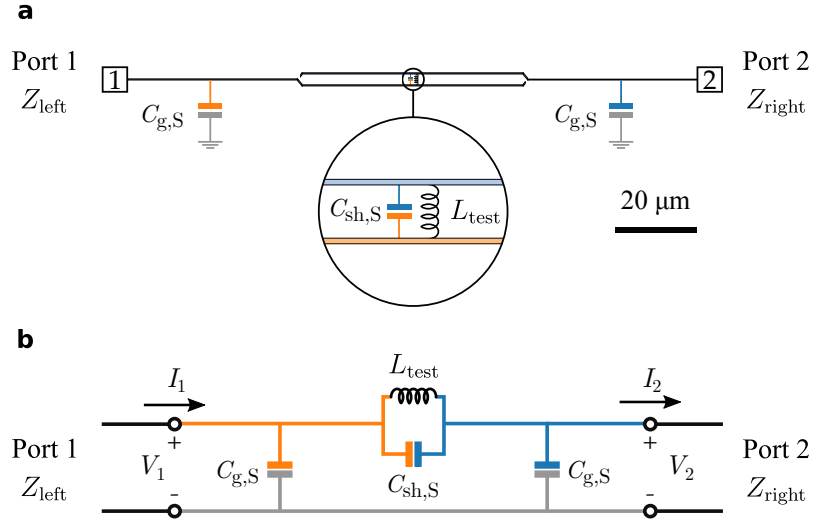 a
Port 1
Z_left
1
C_g,S
C_g,S
2
Port 2
Z_right
C_sh,S
L_test
20 μm
b
L_test
I_1
I_2
Port 1
Z_left
+
V_1
-
C_g,S
C_sh,S
C_g,S
+
V_2
-
Port 2
Z_right